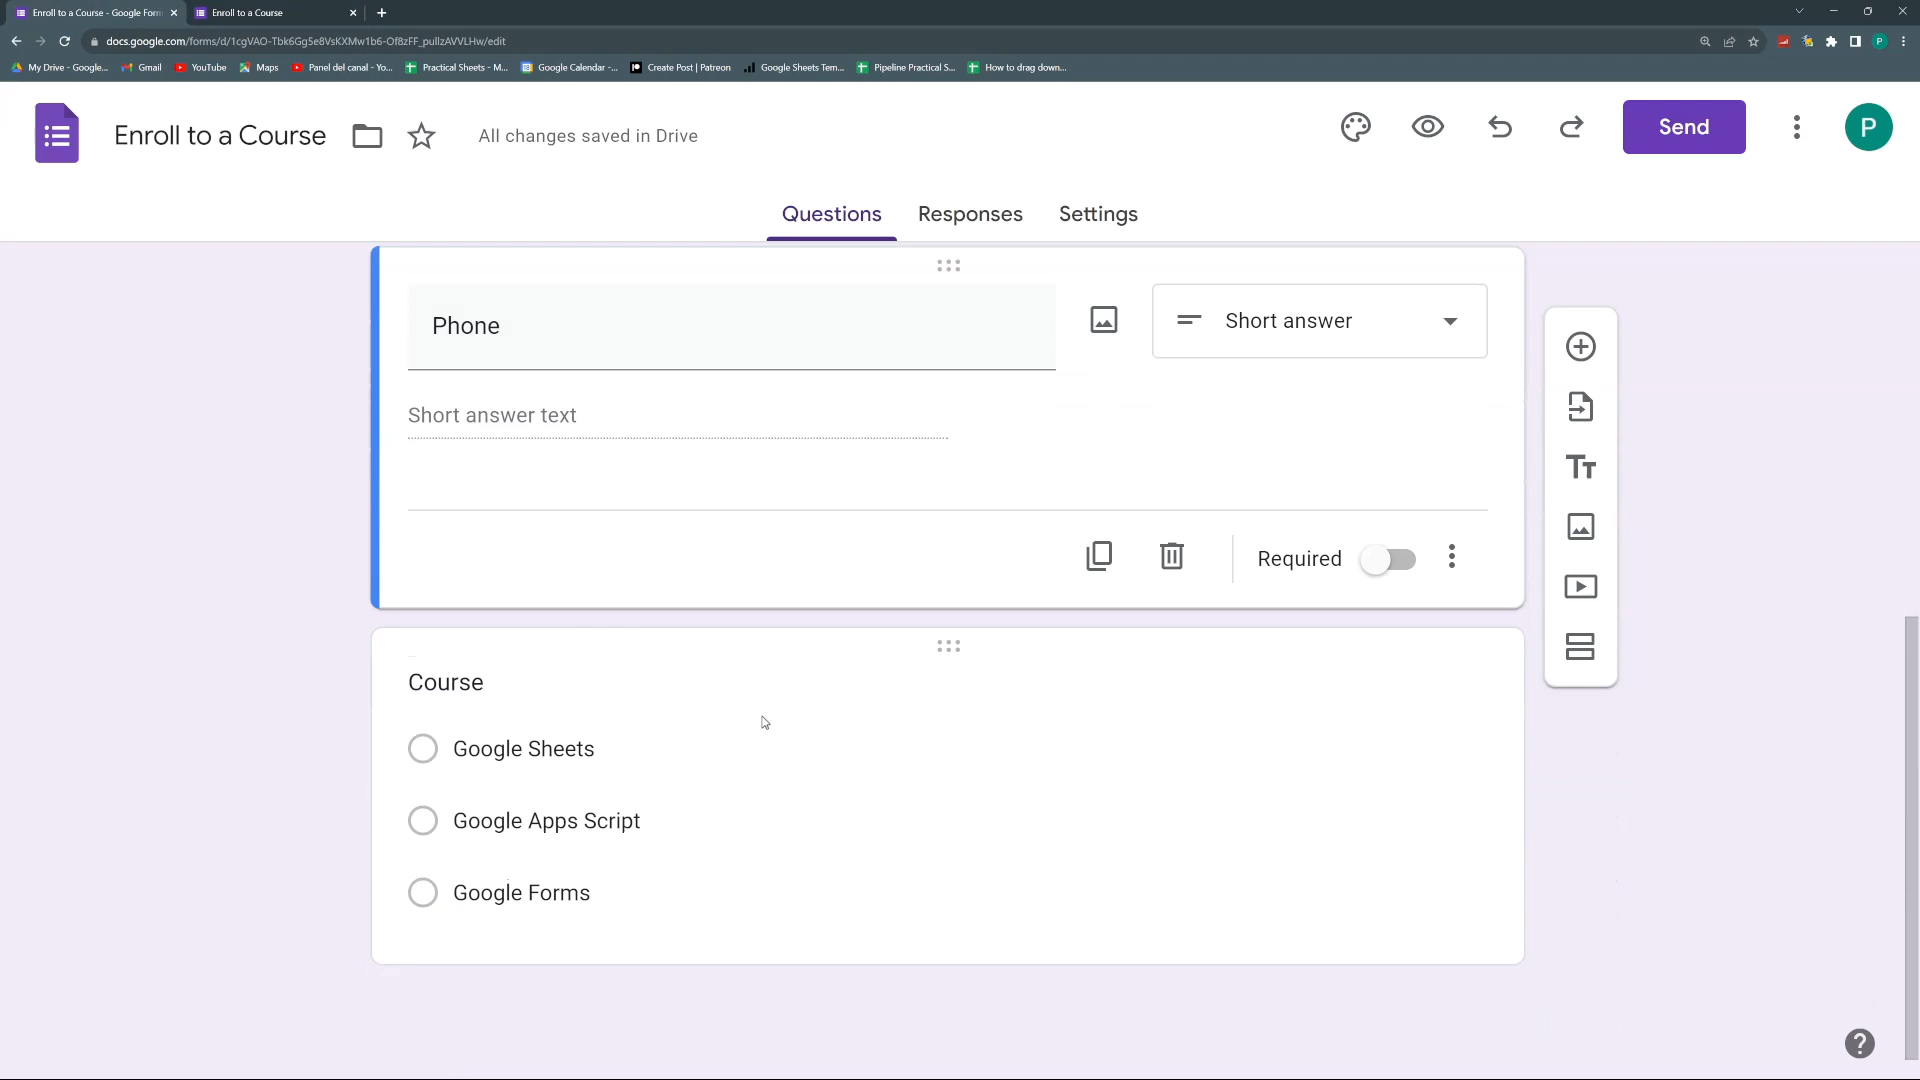 Enroll to a Course - Google Form
Enroll to a Course
docs.google.com/forms/d/1cgVAO-Tbk6Gg5e8VsKXMw1b6-Of8zFF_pullzAVVLHw/edit
My Drive - Google...
Gmail
YouTube
Maps
Panel del canal - Yo...
Practical Sheets - M...
Google Calendar -...
Create Post | Patreon
Google Sheets Tem...
Pipeline Practical S...
How to drag down...
Enroll to a Course
All changes saved in Drive
Send
P
Questions
Responses
Settings
Phone
Short answer
Short answer text
Required
Course
Google Sheets
Google Apps Script
Google Forms